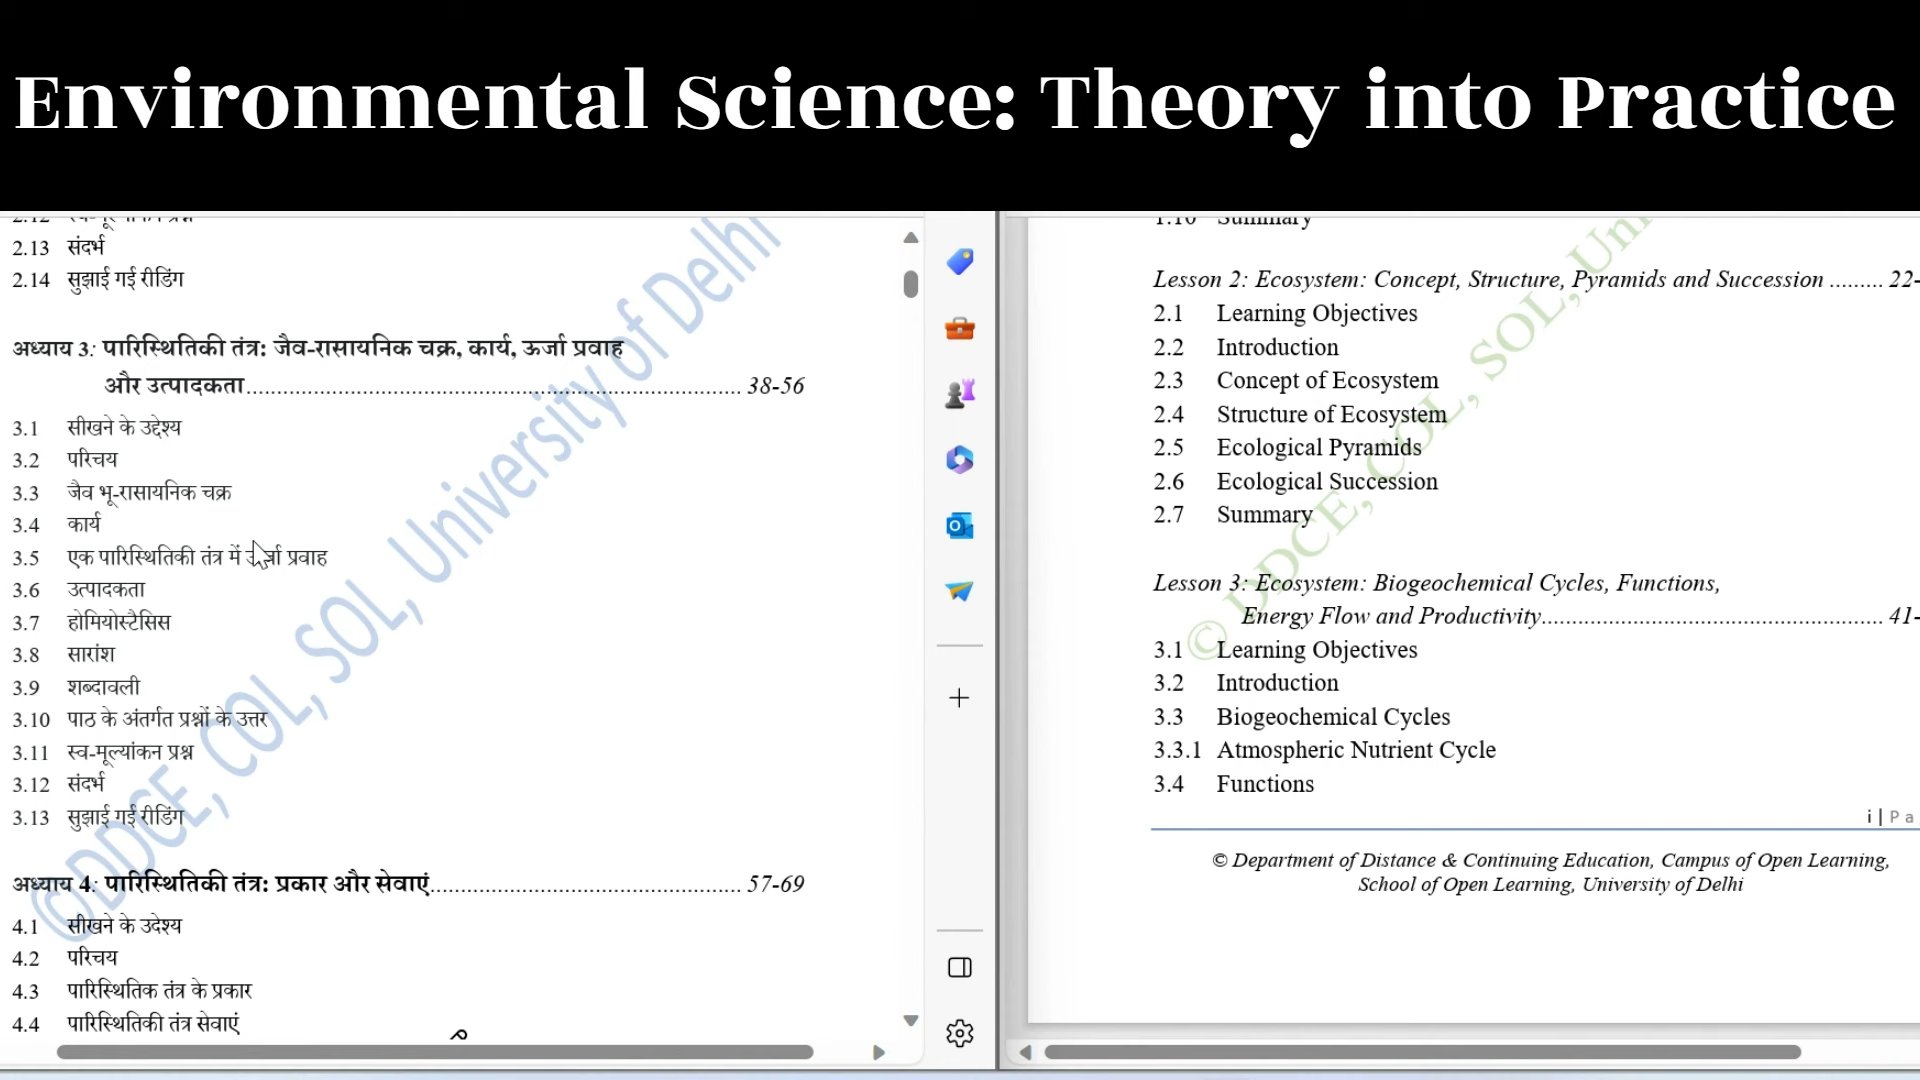 Environmental Science: Theory into Practice
2.13 संदर्भ
2.14 सुझाई गई रीडिंग
अध्याय 3: पारिस्थितिकी तंत्र: जैव-रासायनिक चक्र, कार्य, ऊर्जा प्रवाह
और उत्पादकता.................................................................................... 38-56
3.1 सीखने के उद्देश्य
3.2 परिचय
3.3 जैव भू-रासायनिक चक्र
3.4 कार्य
3.5 एक पारिस्थितिकी तंत्र में प्रवाह
3.6 उत्पादकता
3.7 होमियोस्टैसिस
3.8 सारांश
3.9 शब्दावली
3.10 पाठ के अंतर्गत प्रश्नों के उत्तर
3.11 स्व-मूल्यांकन प्रश्न
3.12 संदर्भ
3.13 सुझाई गई रीडिंग
अध्याय 4: पारिस्थितिकी तंत्र: प्रकार और सेवाएं.................................................... 57-69
4.1 सीखने के उदेश्य
4.2 परिचय
4.3 पारिस्थितिक तंत्र के प्रकार
4.4 पारिस्थितिकी तंत्र सेवाएं
©DDCE, COL, SOL, University of Delhi
1.10 Summary
Lesson 2: Ecosystem: Concept, Structure, Pyramids and Succession ......... 22-
2.1 Learning Objectives
2.2 Introduction
2.3 Concept of Ecosystem
2.4 Structure of Ecosystem
2.5 Ecological Pyramids
2.6 Ecological Succession
2.7 Summary
Lesson 3: Ecosystem: Biogeochemical Cycles, Functions,
Energy Flow and Productivity......................................................... 41-
3.1 Learning Objectives
3.2 Introduction
3.3 Biogeochemical Cycles
3.3.1 Atmospheric Nutrient Cycle
3.4 Functions
i | Pa
© Department of Distance & Continuing Education, Campus of Open Learning,
School of Open Learning, University of Delhi
© DDCE, COL, SOL, Uni